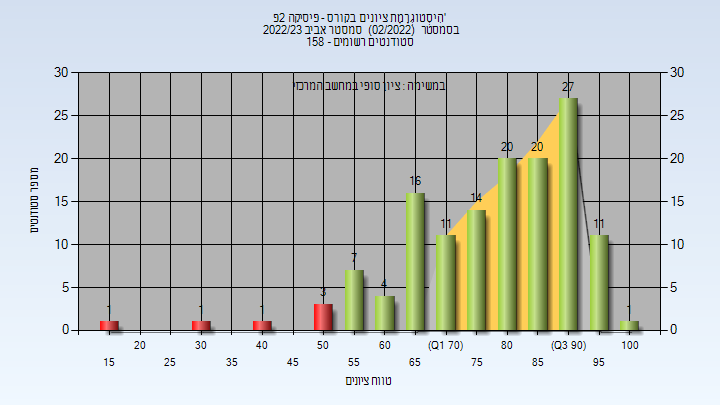 היסטוגרמת ציונים בקורס - פיסיקה 2פ'
בסמסטר (02/2022) סמסטר אביב 2022/23
סטודנטים רשומים - 158
במשימה : ציון סופי במחשב המרכזי
30 30
25 25
20 20
15 15
10 10
5 5
0 0
1 1 1 3 7 4 16 11 14 20 20 27 11 1
מספר סטודנטים
20 30 40 50 60 (Q1 70) 80 (Q3 90) 100
15 25 35 45 55 65 75 85 95
טווח ציונים